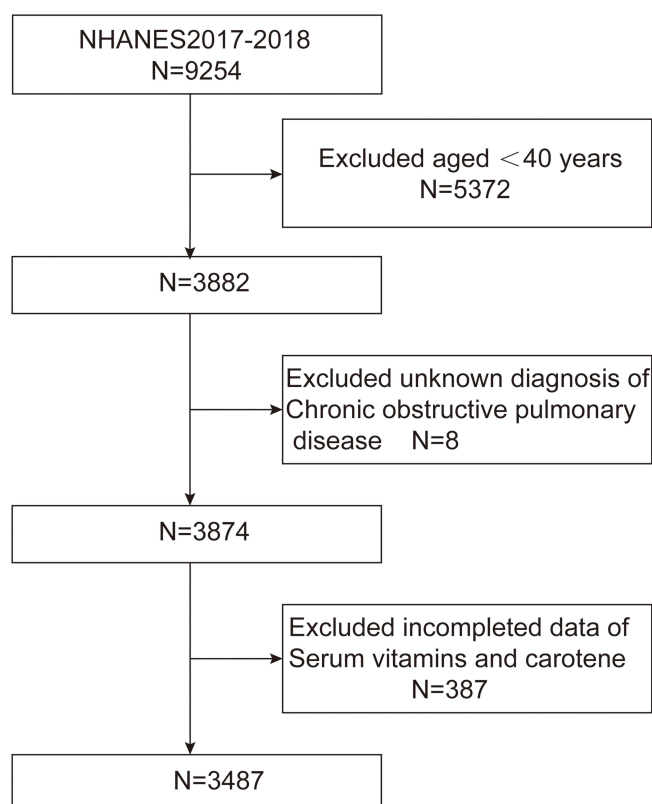 NHANES2017-2018
N=9254
Excluded aged <40 years
N=5372
N=3882
Excluded unknown diagnosis of
Chronic obstructive pulmonary
disease N=8
N=3874
Excluded incompleted data of
Serum vitamins and carotene
N=387
N=3487